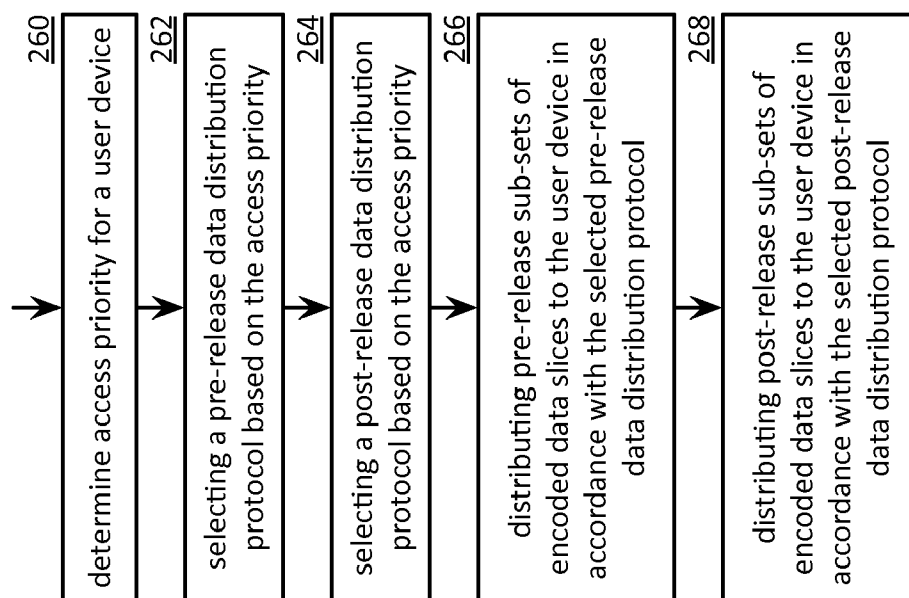 260
determine access priority for a user device
262
selecting a pre-release data distribution
protocol based on the access priority
264
selecting a post-release data distribution
protocol based on the access priority
266
distributing pre-release sub-sets of
encoded data slices to the user device in
accordance with the selected pre-release
data distribution protocol
268
distributing post-release sub-sets of
encoded data slices to the user device in
accordance with the selected post-release
data distribution protocol